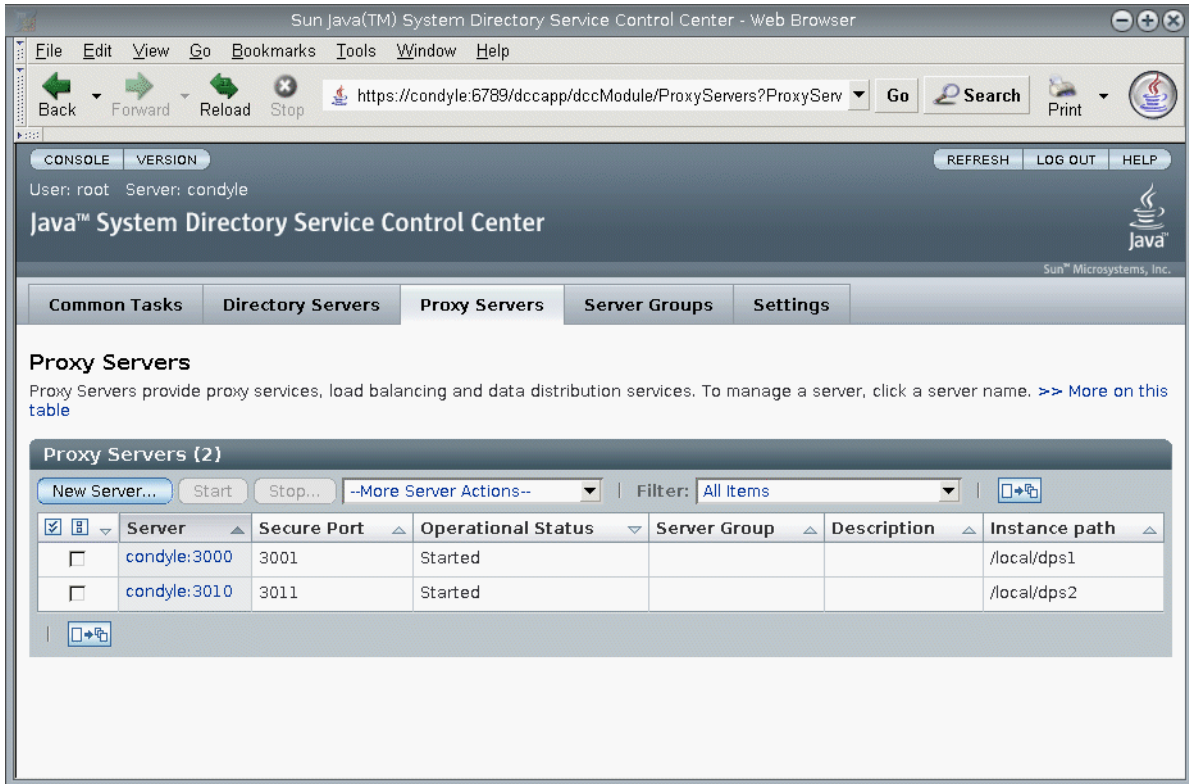 Sun Java(TM) System Directory Service Control Center - Web Browser
File Edit View Go Bookmarks Tools Window Help
Back Forward Reload Stop https://condyle:6789/dccapp/dccModule/ProxyServers?ProxyServ Go Search Print
CONSOLE VERSION REFRESH LOG OUT HELP
User: root Server: condyle
Java™ System Directory Service Control Center
Java™
Sun™ Microsystems, Inc.
Common Tasks Directory Servers Proxy Servers Server Groups Settings
Proxy Servers
Proxy Servers provide proxy services, load balancing and data distribution services. To manage a server, click a server name. >> More on this
table
Proxy Servers (2)
New Server... Start Stop... --More Server Actions-- | Filter: All Items |
Server Secure Port Operational Status Server Group Description Instance path
condyle:3000 3001 Started /local/dps1
condyle:3010 3011 Started /local/dps2